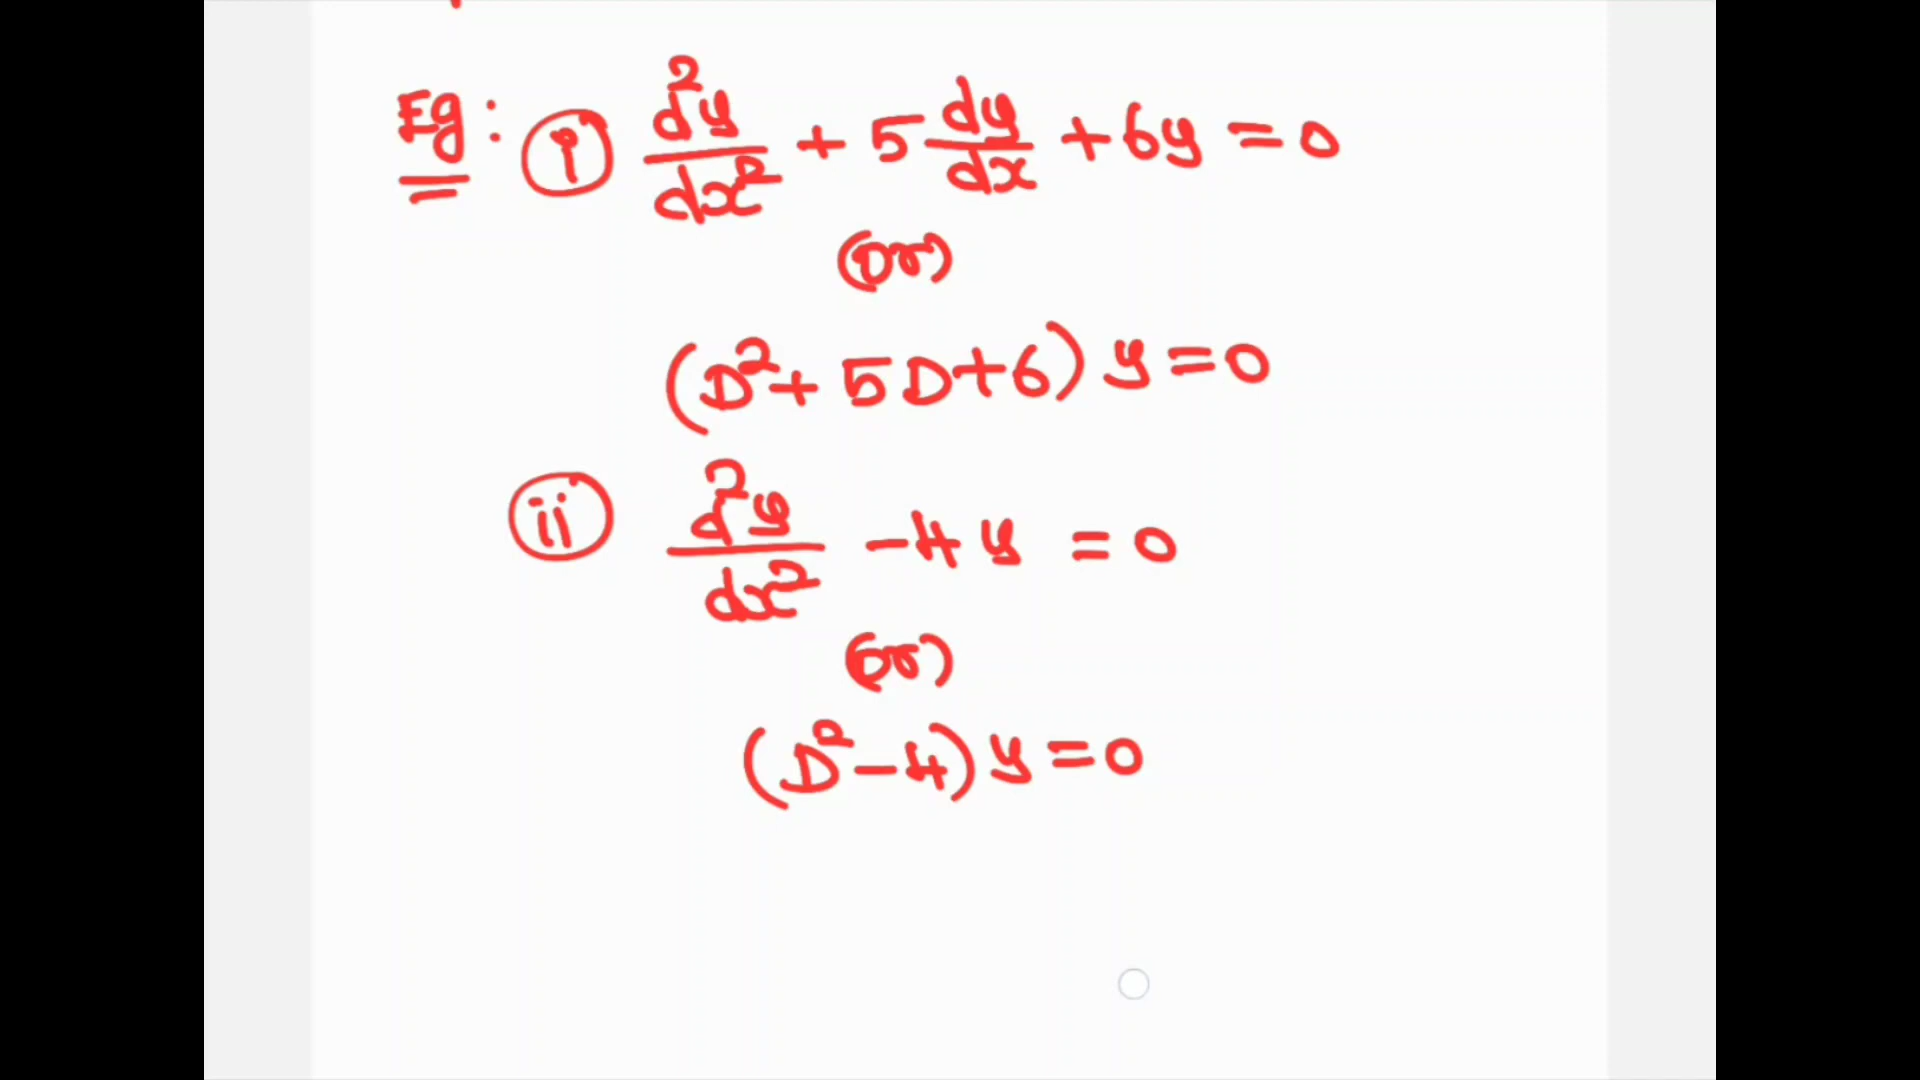 Eg: (i) d²y/dx² + 5 dy/dx + 6y = 0
(or)
(D² + 5D + 6) y = 0
(ii) d²y/dx² - 4y = 0
(or)
(D² - 4) y = 0